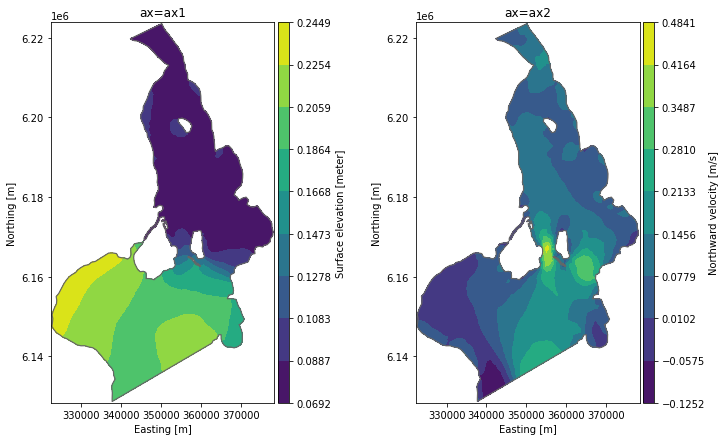 ax=ax1
1e6
6.22
6.20
6.18
6.16
6.14
Northing [m]
330000 340000 350000 360000 370000
Easting [m]
0.2449
0.2254
0.2059
0.1864
0.1668
0.1473
0.1278
0.1083
0.0887
0.0692
Surface elevation [meter]
ax=ax2
1e6
6.22
6.20
6.18
6.16
6.14
Northing [m]
330000 340000 350000 360000 370000
Easting [m]
0.4841
0.4164
0.3487
0.2810
0.2133
0.1456
0.0779
0.0102
−0.0575
−0.1252
Northward velocity [m/s]